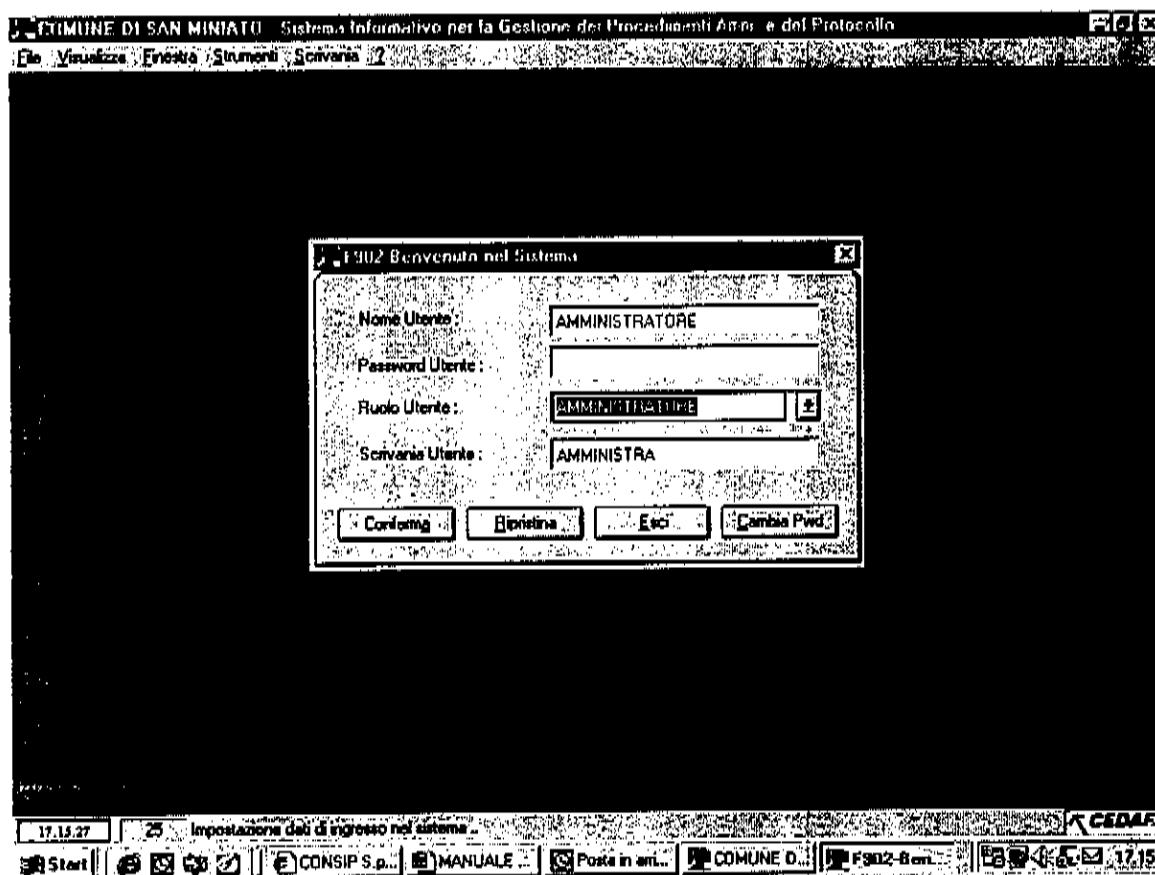 COMUNE DI SAN MINIATO Sistema Informativo per la Gestione dei Procedimenti Amm. e del Protocollo
File Visualizza Finestra Strumenti Scrivania ?
F902 Benvenuto nel Sistema
Nome Utente : AMMINISTRATORE
Password Utente :
Ruolo Utente : AMMINISTRATORE
Scrivania Utente : AMMINISTRA
Conferma Ripristina Esci Cambia Pwd
17.15.27 25 Impostazione dati di ingresso nel sistema .. CEDAF
Start CONSIP S.p... MANUALE ... Posta in arri... COMUNE D... F902-Ben... 17.15